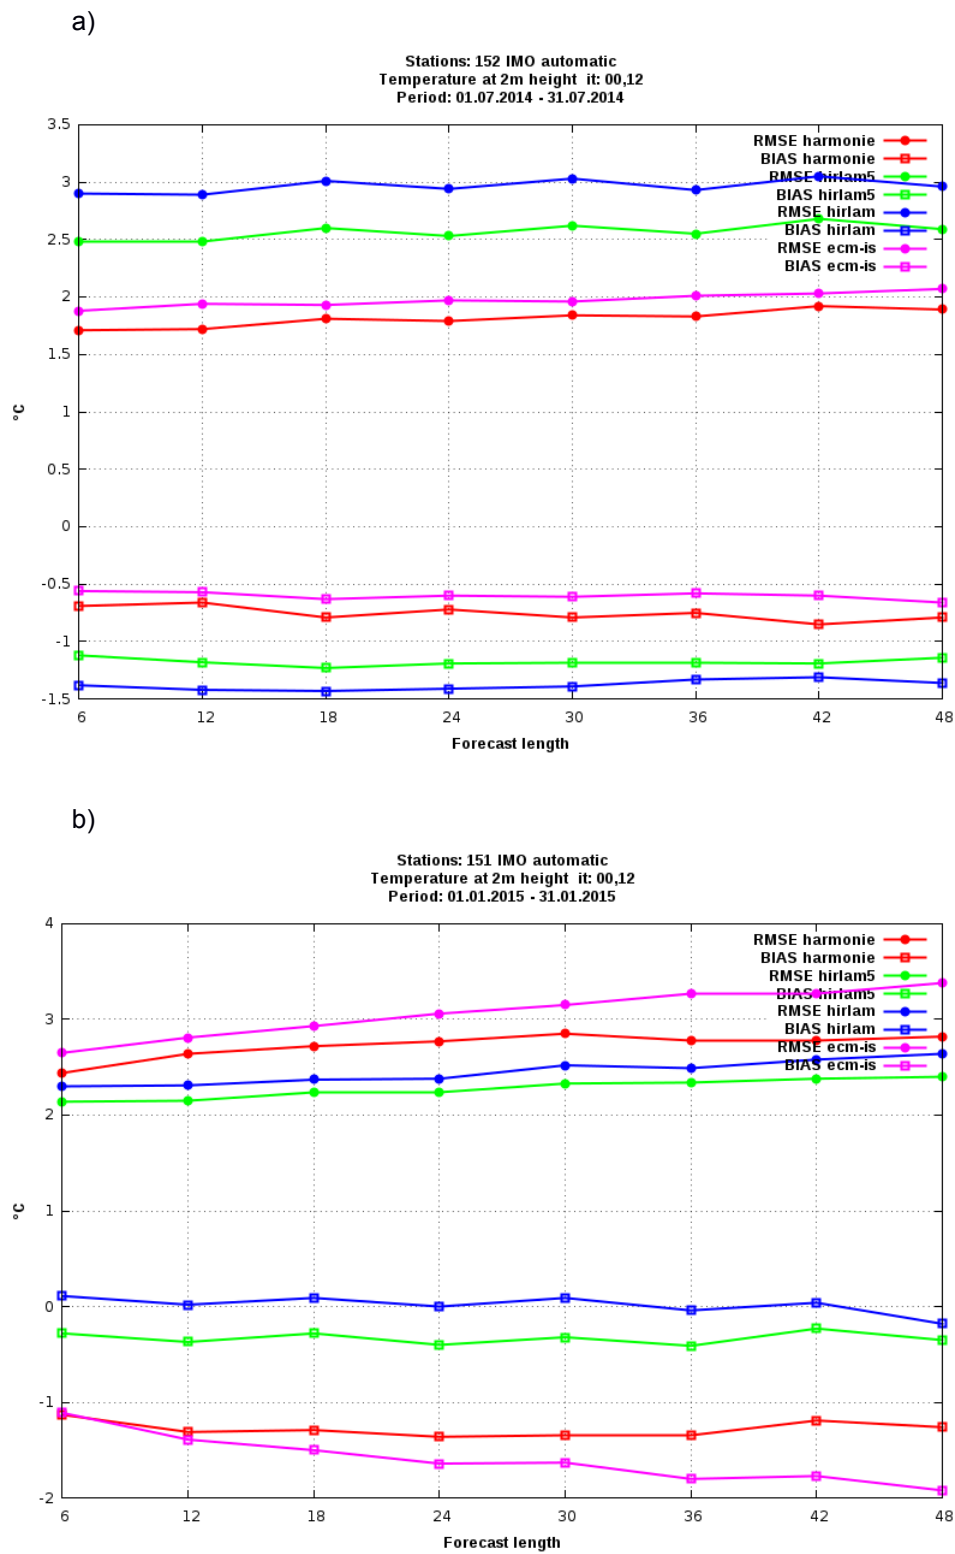 a)
Stations: 152 IMO automatic
Temperature at 2m height it: 00,12
Period: 01.07.2014 - 31.07.2014
3.5
3
2.5
2
1.5
1
0.5
0
-0.5
-1
-1.5
°C
RMSE harmonie
BIAS harmonie
RMSE hirlam5
BIAS hirlam5
RMSE hirlam
BIAS hirlam
RMSE ecm-is
BIAS ecm-is
6 12 18 24 30 36 42 48
Forecast length
b)
Stations: 151 IMO automatic
Temperature at 2m height it: 00,12
Period: 01.01.2015 - 31.01.2015
4
3
2
1
0
-1
-2
°C
RMSE harmonie
BIAS harmonie
RMSE hirlam5
BIAS hirlam5
RMSE hirlam
BIAS hirlam
RMSE ecm-is
BIAS ecm-is
6 12 18 24 30 36 42 48
Forecast length